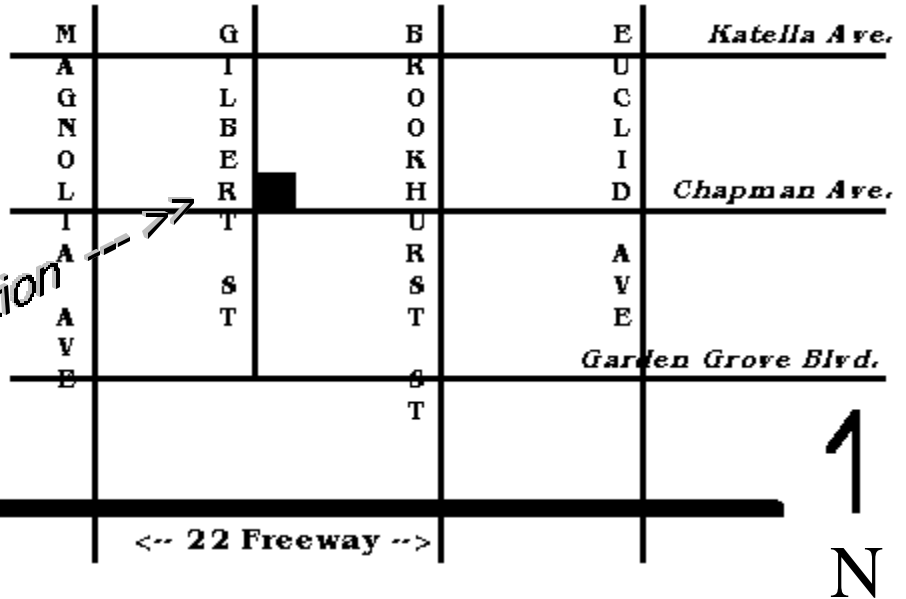 MAGNOLIA AVE
GILBERT ST
BROOKHURST ST
EUCLID AVE
Katella Ave.
Chapman Ave.
Garden Grove Blvd.
<-- 22 Freeway -->
N